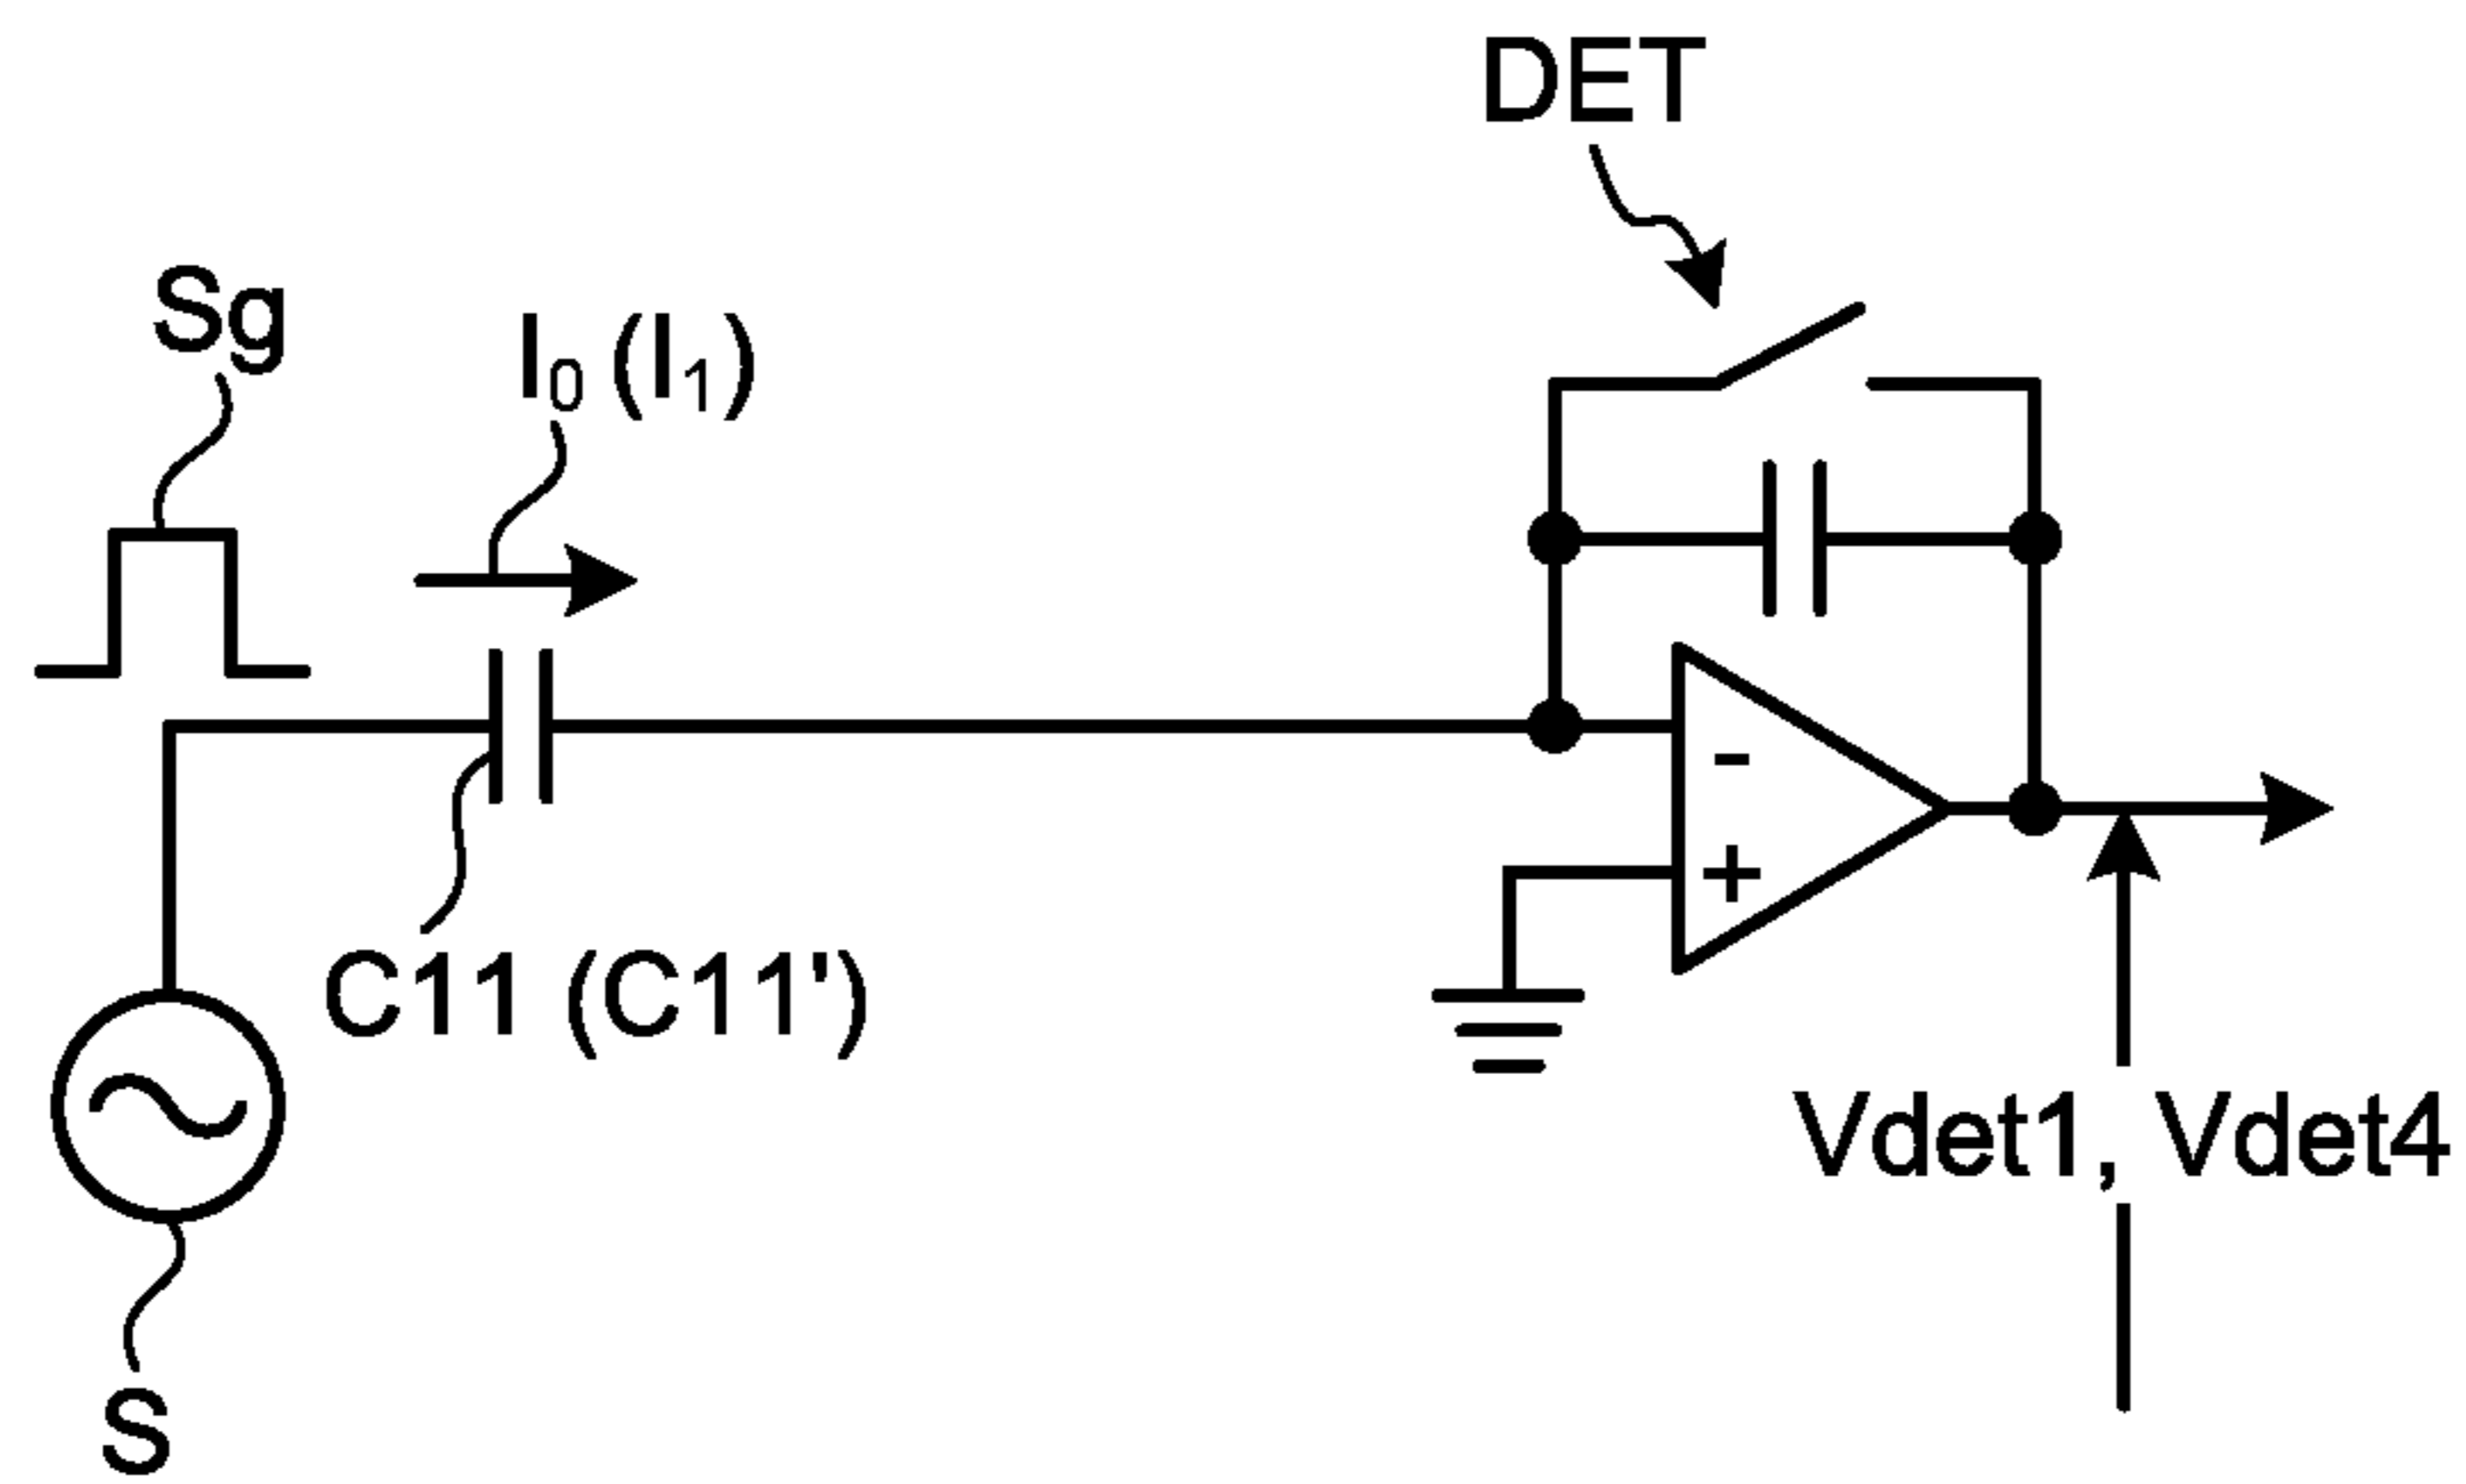 DET
Sg
I₀ (I₁)
-
+
C11 (C11')
Vdet1, Vdet4
S